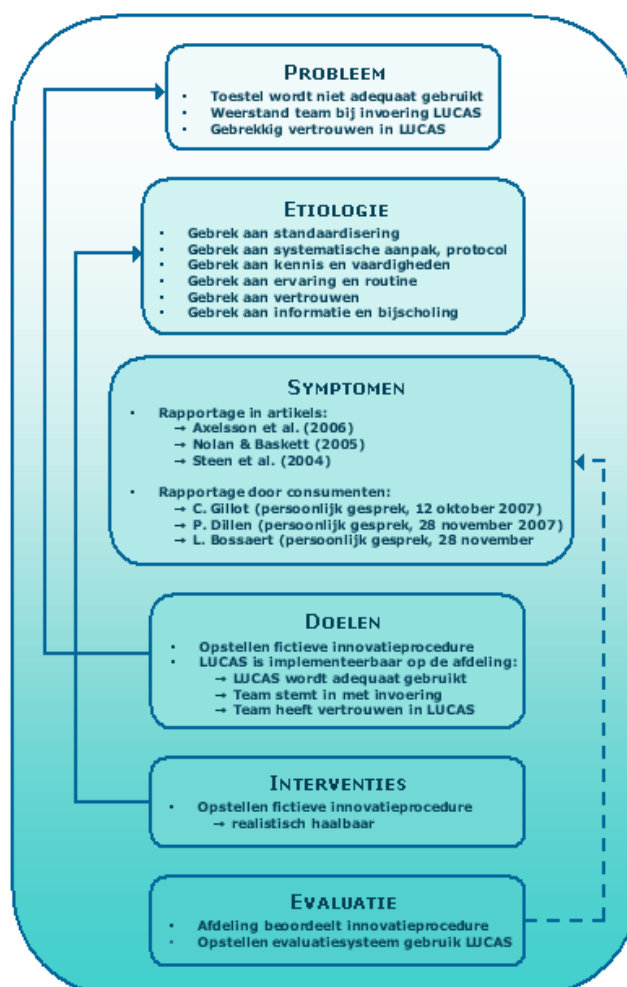 PROBLEEM
• Toestel wordt niet adequaat gebruikt
• Weerstand team bij invoering LUCAS
• Gebrekkig vertrouwen in LUCAS
ETIOLOGIE
• Gebrek aan standaardisering
• Gebrek aan systematische aanpak, protocol
• Gebrek aan kennis en vaardigheden
• Gebrek aan ervaring en routine
• Gebrek aan vertrouwen
• Gebrek aan informatie en bijscholing
SYMPTOMEN
• Rapportage in artikels:
→ Axelsson et al. (2006)
→ Nolan & Baskett (2005)
→ Steen et al. (2004)
• Rapportage door consumenten:
→ C. Gillot (persoonlijk gesprek, 12 oktober 2007)
→ P. Dillen (persoonlijk gesprek, 28 november 2007)
→ L. Bossaert (persoonlijk gesprek, 28 november
DOELEN
• Opstellen fictieve innovatieprocedure
• LUCAS is implementeerbaar op de afdeling:
→ LUCAS wordt adequaat gebruikt
→ Team stemt in met invoering
→ Team heeft vertrouwen in LUCAS
INTERVENTIES
• Opstellen fictieve innovatieprocedure
→ realistisch haalbaar
EVALUATIE
• Afdeling beoordeelt innovatieprocedure
• Opstellen evaluatiesysteem gebruik LUCAS